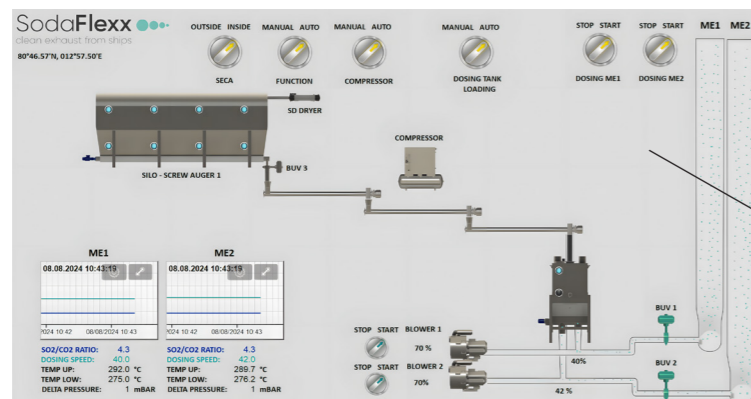 SodaFlexx
clean exhaust from ships
80°46.57'N, 012°57.50'E
OUTSIDE INSIDE
SECA
MANUAL AUTO
FUNCTION
MANUAL AUTO
COMPRESSOR
MANUAL AUTO
DOSING TANK
LOADING
STOP START
DOSING ME1
STOP START
DOSING ME2
ME1 ME2
SD DRYER
SILO - SCREW AUGER 1
BUV 3
COMPRESSOR
ME1
08.08.2024 10:43:19
2024 10 42 08/08/2024 10 43
SO2/CO2 RATIO: 4.3
DOSING SPEED: 40.0
TEMP UP: 292.0 °C
TEMP LOW: 275.0 °C
DELTA PRESSURE: 1 mBAR
ME2
08.08.2024 10:43:19
2024 10 42 08/08/2024 10 43
SO2/CO2 RATIO: 4.3
DOSING SPEED: 42.0
TEMP UP: 289.7 °C
TEMP LOW: 276.2 °C
DELTA PRESSURE: 1 mBAR
STOP START BLOWER 1
70 %
STOP START BLOWER 2
70%
40%
42 %
BUV 1
BUV 2